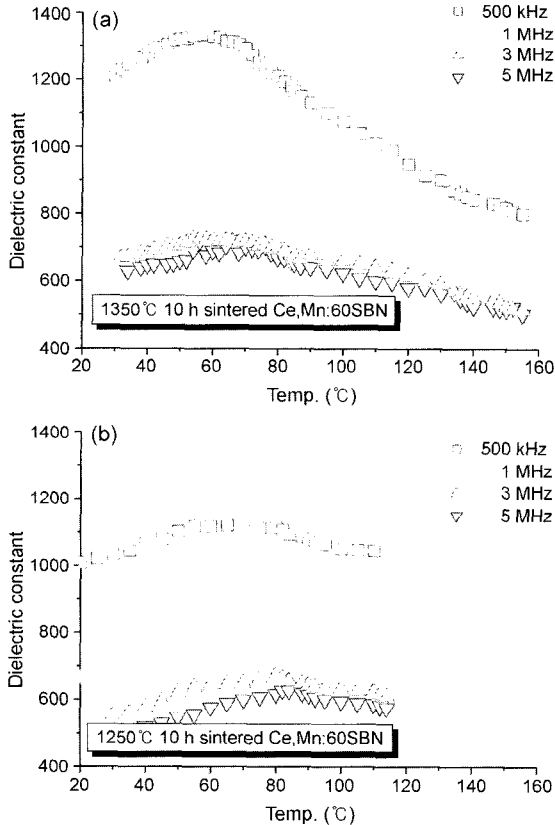 (a)
500 kHz
1 MHz
3 MHz
5 MHz
1400
1200
1000
800
600
400
Dielectric constant
1350℃ 10 h sintered Ce,Mn:60SBN
20 40 60 80 100 120 140 160
Temp. (℃)
(b)
500 kHz
1 MHz
3 MHz
5 MHz
1400
1200
1000
800
600
400
Dielectric constant
1250℃ 10 h sintered Ce,Mn:60SBN
20 40 60 80 100 120 140 160
Temp. (℃)